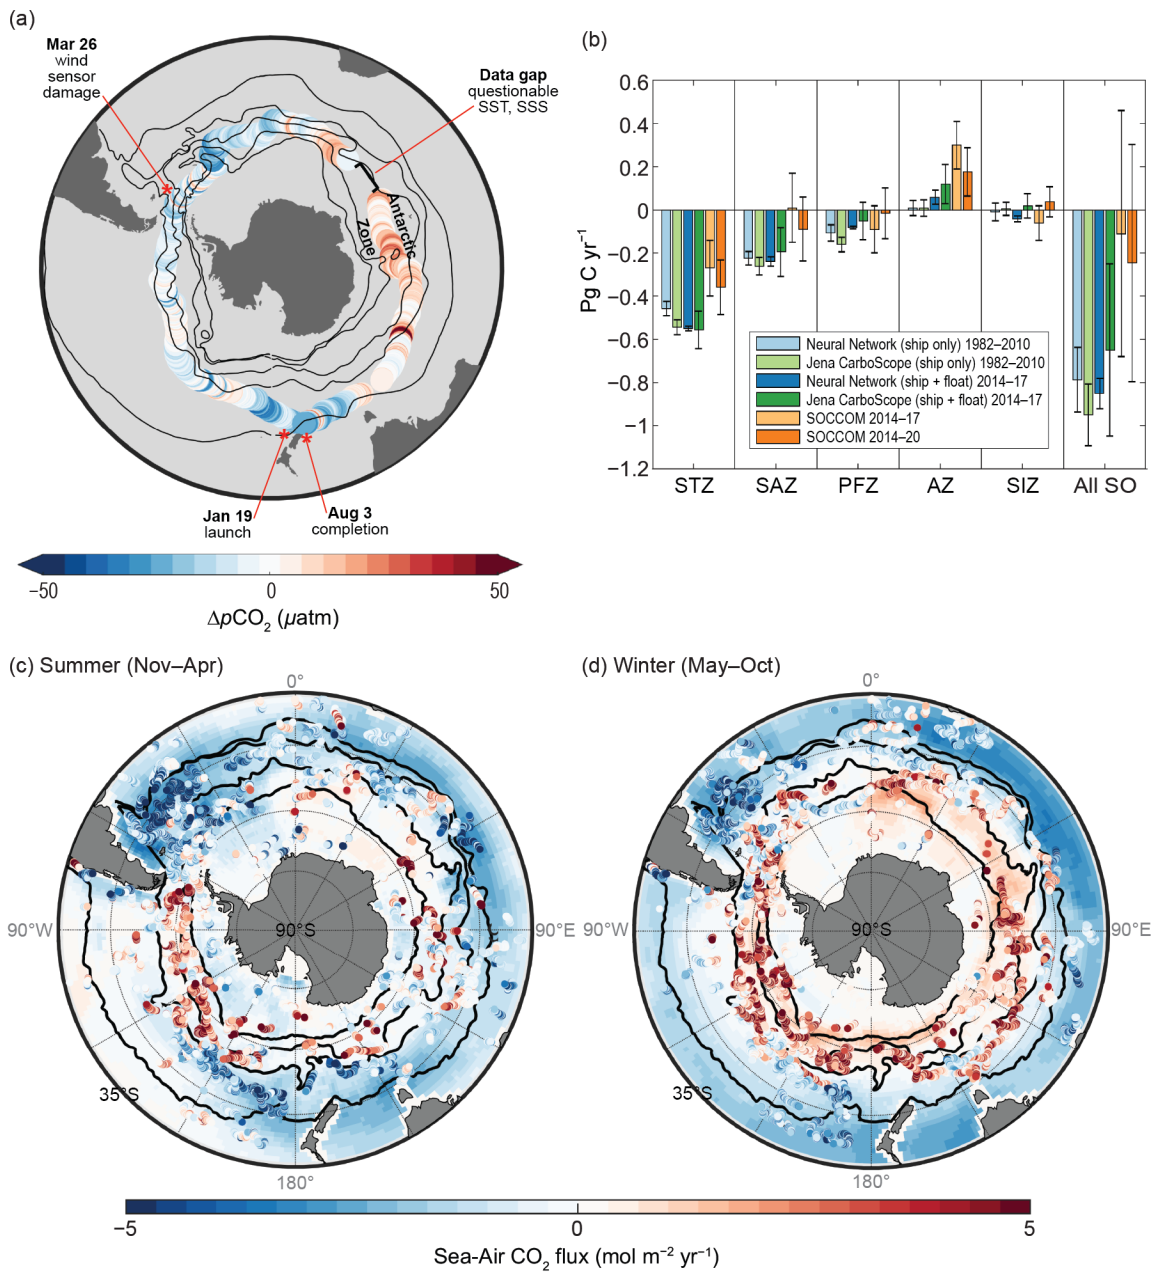 (a)
Mar 26
wind
sensor
damage
Data gap
questionable
SST, SSS
Antarctic
Zone
Jan 19
launch
Aug 3
completion
−50
0
50
ΔpCO₂ (μatm)
(b)
Pg C yr⁻¹
0.6
0.4
0.2
0
−0.2
−0.4
−0.6
−0.8
−1
−1.2
Neural Network (ship only) 1982–2010
Jena CarboScope (ship only) 1982–2010
Neural Network (ship + float) 2014–17
Jena CarboScope (ship + float) 2014–17
SOCCOM 2014–17
SOCCOM 2014–20
STZ SAZ PFZ AZ SIZ All SO
(c) Summer (Nov–Apr)
0°
90°W
90°S
90°E
35°S
180°
(d) Winter (May–Oct)
0°
90°W
90°S
90°E
35°S
180°
−5
0
5
Sea-Air CO₂ flux (mol m⁻² yr⁻¹)